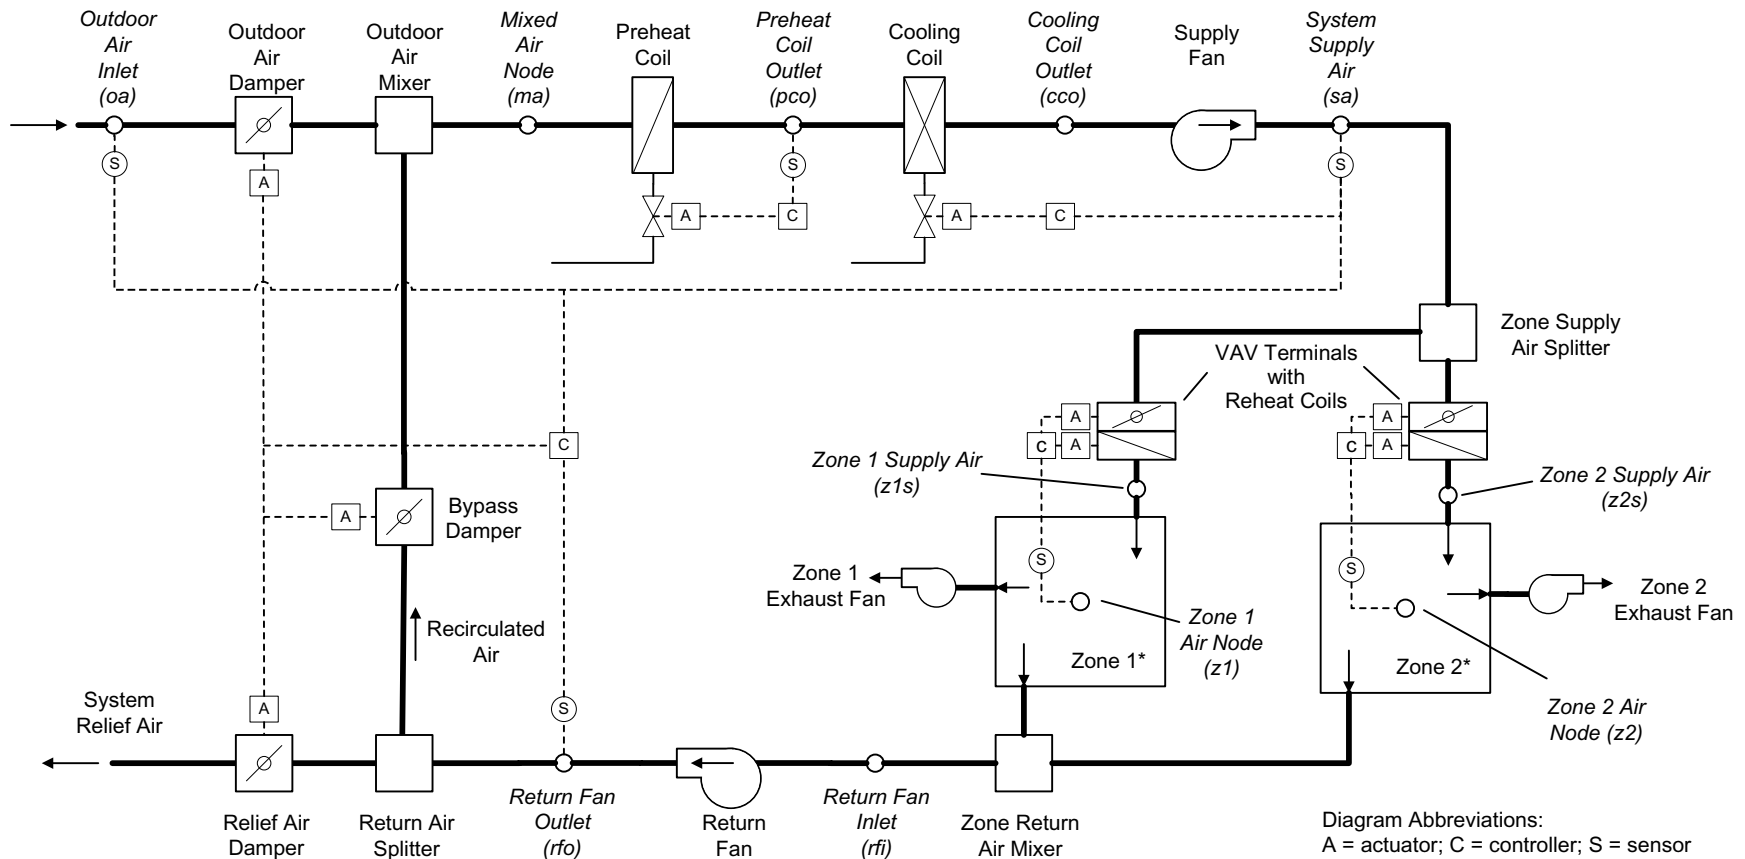 Outdoor
Air
Inlet
(oa)
Outdoor
Air
Damper
Outdoor
Air
Mixer
Mixed
Air
Node
(ma)
Preheat
Coil
Preheat
Coil
Outlet
(pco)
Cooling
Coil
Cooling
Coil
Outlet
(cco)
Supply
Fan
System
Supply
Air
(sa)
S
A
S
A
C
A
C
S
Zone Supply
Air Splitter
VAV Terminals
with
Reheat Coils
A
C
A
A
C
A
C
Zone 1 Supply Air
(z1s)
Zone 2 Supply Air
(z2s)
A
Bypass
Damper
S
S
Zone 1
Exhaust Fan
Zone 2
Exhaust Fan
Zone 1
Air Node
(z1)
Zone 1*
Zone 2*
Zone 2 Air
Node (z2)
Recirculated
Air
System
Relief Air
A
S
Relief Air
Damper
Return Air
Splitter
Return Fan
Outlet
(rfo)
Return
Fan
Return Fan
Inlet
(rfi)
Zone Return
Air Mixer
Diagram Abbreviations:
A = actuator; C = controller; S = sensor